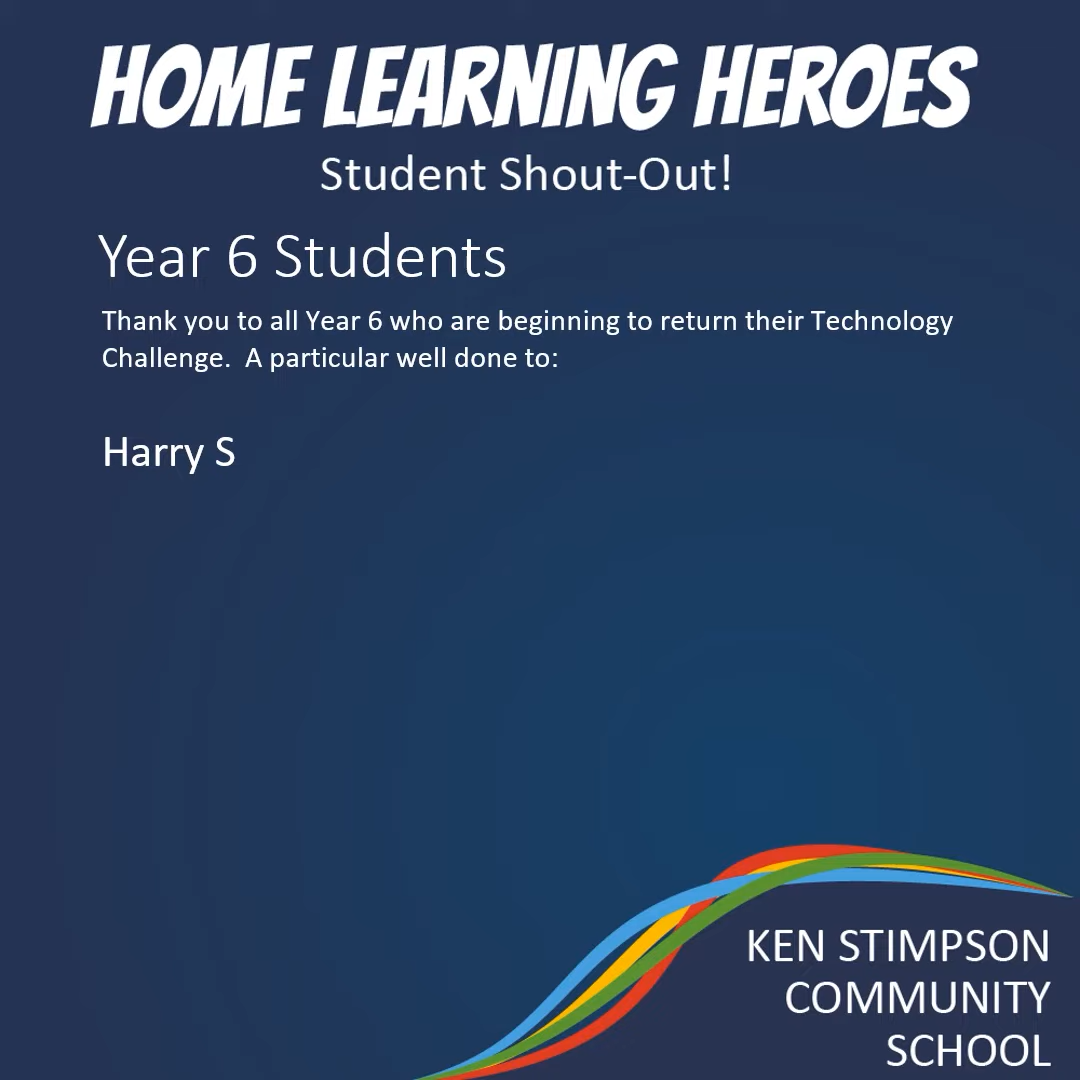 HOME LEARNING HEROES
Student Shout-Out!
Year 6 Students
Thank you to all Year 6 who are beginning to return their Technology
Challenge.  A particular well done to:
Harry S
KEN STIMPSON
COMMUNITY
SCHOOL